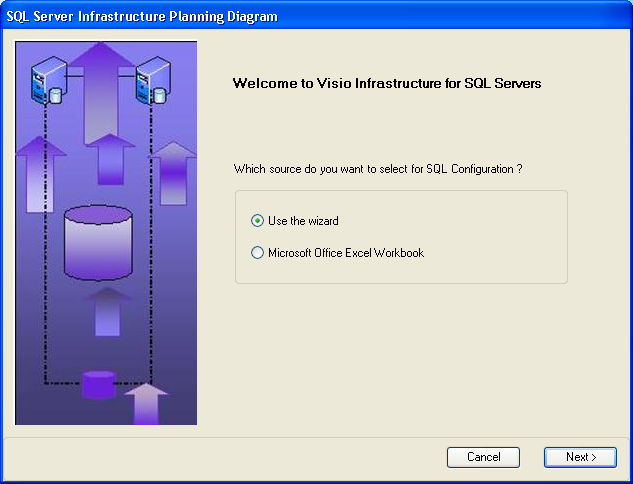 SQL Server Infrastructure Planning Diagram
Welcome to Visio Infrastructure for SQL Servers
Which source do you want to select for SQL Configuration ?
Use the wizard
Microsoft Office Excel Workbook
Cancel
Next >